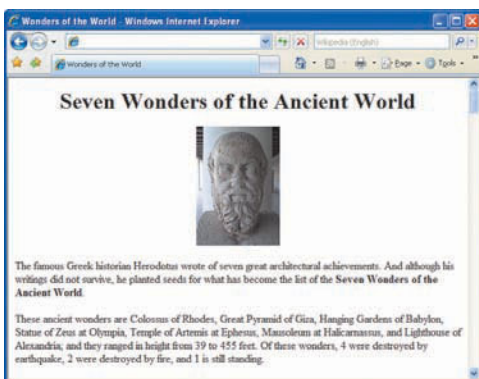 Wonders of the World - Windows Internet Explorer
Wikipedia (English)
Wonders of the World
Page
Tools
Seven Wonders of the Ancient World
The famous Greek historian Herodotus wrote of seven great architectural achievements. And although his
writings did not survive, he planted seeds for what has become the list of the Seven Wonders of the
Ancient World.
These ancient wonders are Colossus of Rhodes, Great Pyramid of Giza, Hanging Gardens of Babylon,
Statue of Zeus at Olympia, Temple of Artemis at Ephesus, Mausoleum at Halicarnassus, and Lighthouse of
Alexandria; and they ranged in height from 39 to 455 feet. Of these wonders, 4 were destroyed by
earthquake, 2 were destroyed by fire, and 1 is still standing.